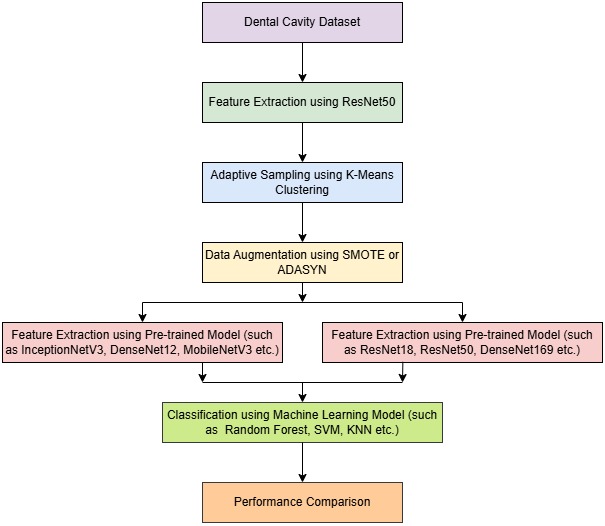 Dental Cavity Dataset
Feature Extraction using ResNet50
Adaptive Sampling using K-Means
Clustering
Data Augmentation using SMOTE or
ADASYN
Feature Extraction using Pre-trained Model (such
as InceptionNetV3, DenseNet12, MobileNetV3 etc.)
Feature Extraction using Pre-trained Model (such
as ResNet18, ResNet50, DenseNet169 etc.)
Classification using Machine Learning Model (such
as Random Forest, SVM, KNN etc.)
Performance Comparison